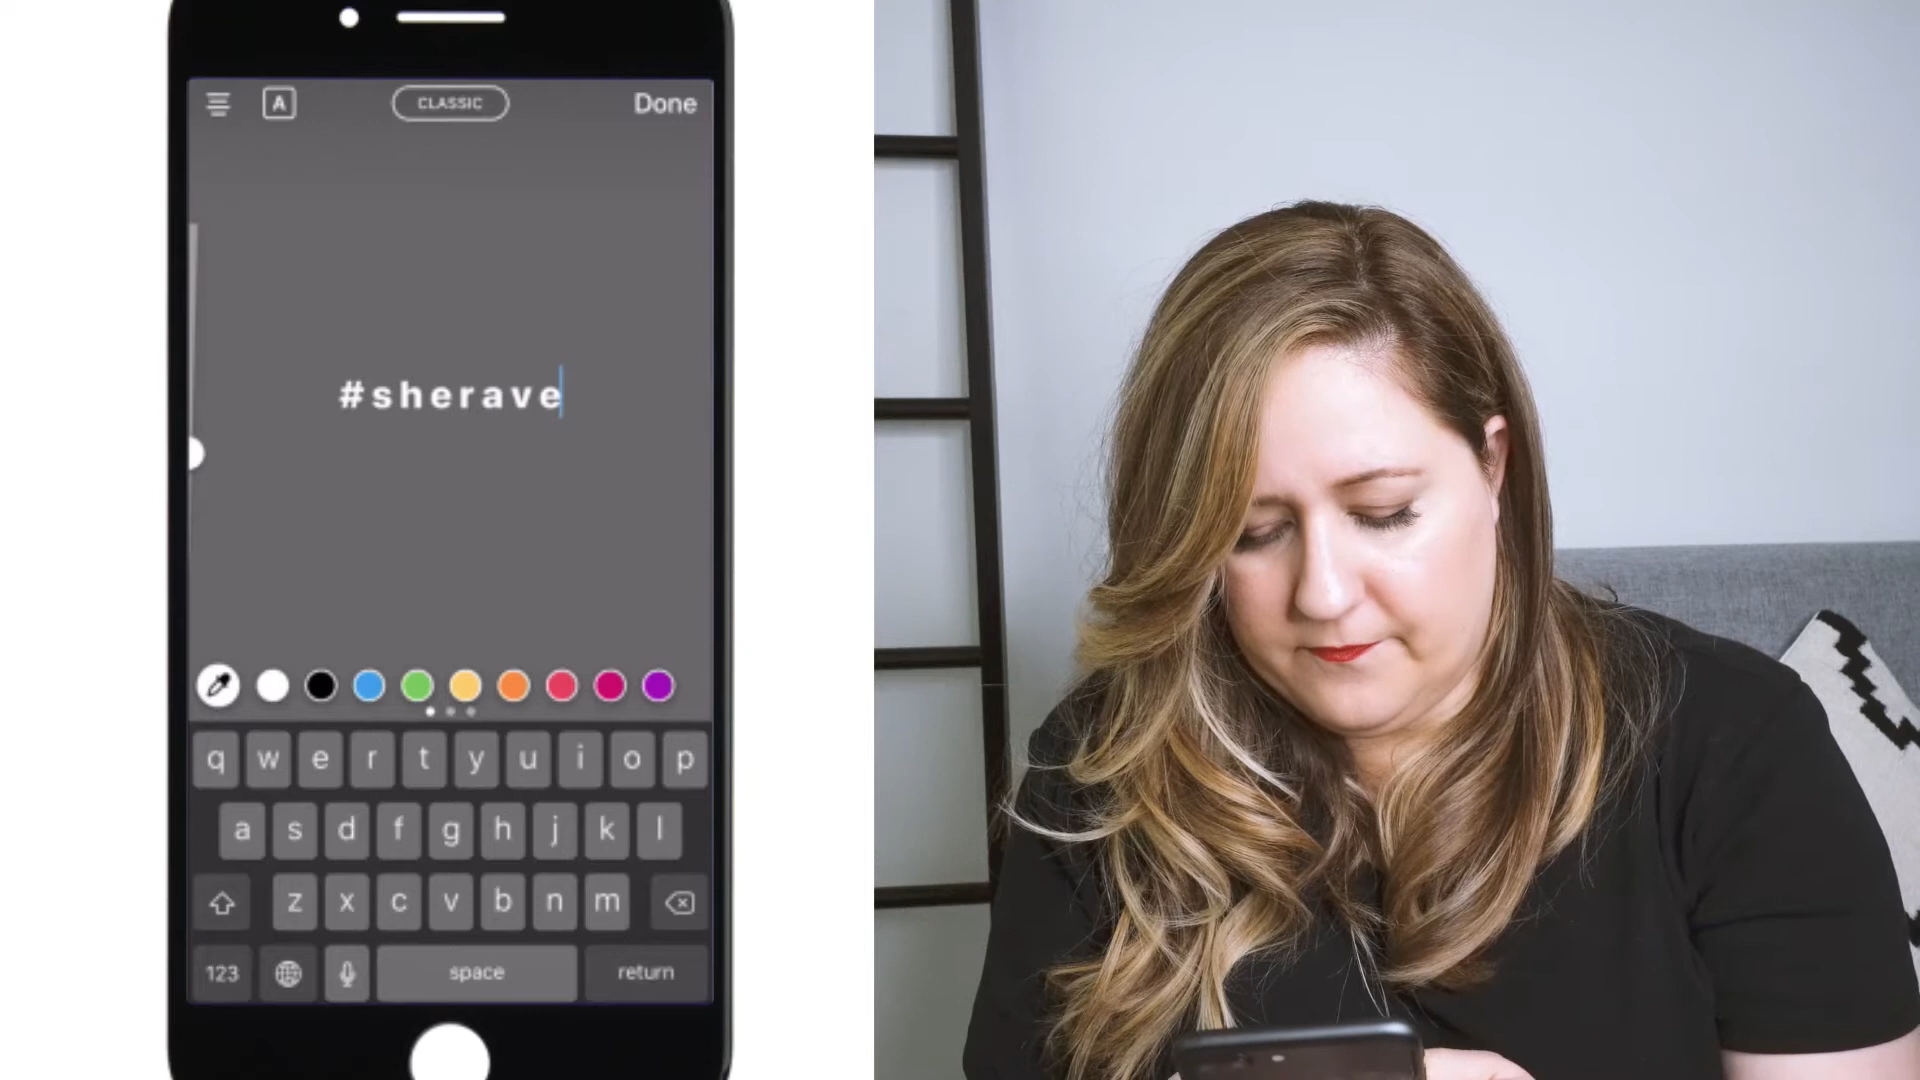 A CLASSIC Done
#sherave
q w e r t y u i o p
a s d f g h j k l
z x c v b n m
123 space return